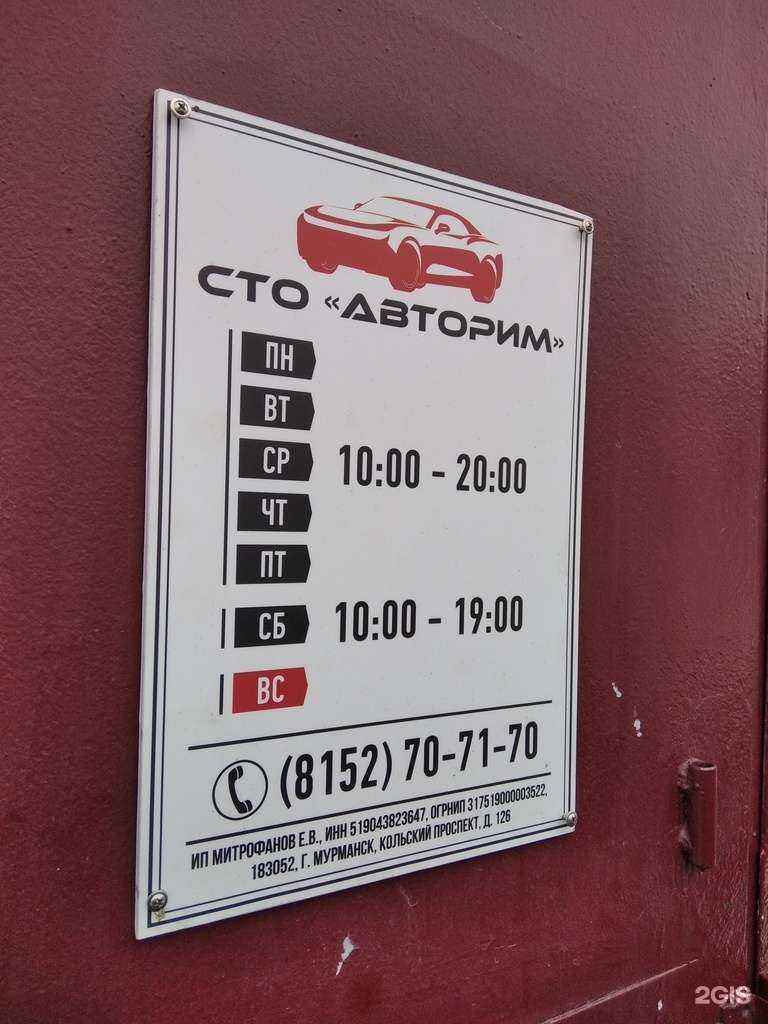 СТО «АВТОРИМ»
ПН
ВТ
СР 10:00 - 20:00
ЧТ
ПТ
СБ 10:00 - 19:00
ВС
(8152) 70-71-70
ИП МИТРОФАНОВ Е.В., ИНН 519043823647, ОГРНИП 317519000003522,
183052, Г. МУРМАНСК, КОЛЬСКИЙ ПРОСПЕКТ, Д. 126
2GIS